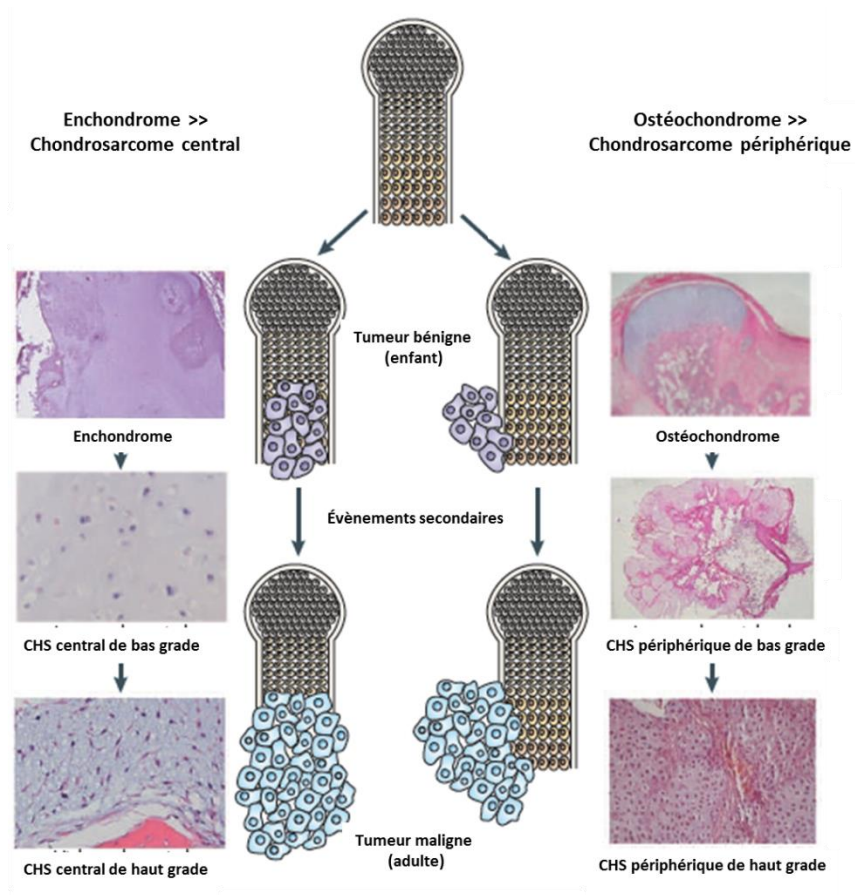 Enchondrome >>
Chondrosarcome central
Ostéochondrome >>
Chondrosarcome périphérique
Tumeur bénigne
(enfant)
Enchondrome
Ostéochondrome
Évènements secondaires
CHS central de bas grade
CHS périphérique de bas grade
Tumeur maligne
(adulte)
CHS central de haut grade
CHS périphérique de haut grade